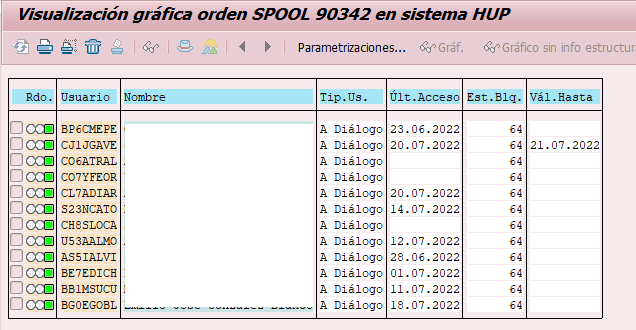 Visualización gráfica orden SPOOL 90342 en sistema HUP
Parametrizaciones... Gráf. Gráfico sin info estructura
Rdo. Usuario Nombre Tip.Us. Últ.Acceso Est.Blq. Vál.Hasta
BP6CMEPE A Diálogo 23.06.2022 64
CJ1JGAVE A Diálogo 20.07.2022 64 21.07.2022
CO6ATRAL A Diálogo 64
CO7YFEOR A Diálogo 64
CL7ADIAR A Diálogo 20.07.2022 64
S23NCATO A Diálogo 14.07.2022 64
CH8SLOCA A Diálogo 64
U53AALMO A Diálogo 12.07.2022 64
AS5IALVI A Diálogo 28.06.2022 64
BE7EDICH A Diálogo 01.07.2022 64
BB1MSUCU A Diálogo 11.07.2022 64
BG0EGOBL A Diálogo 18.07.2022 64